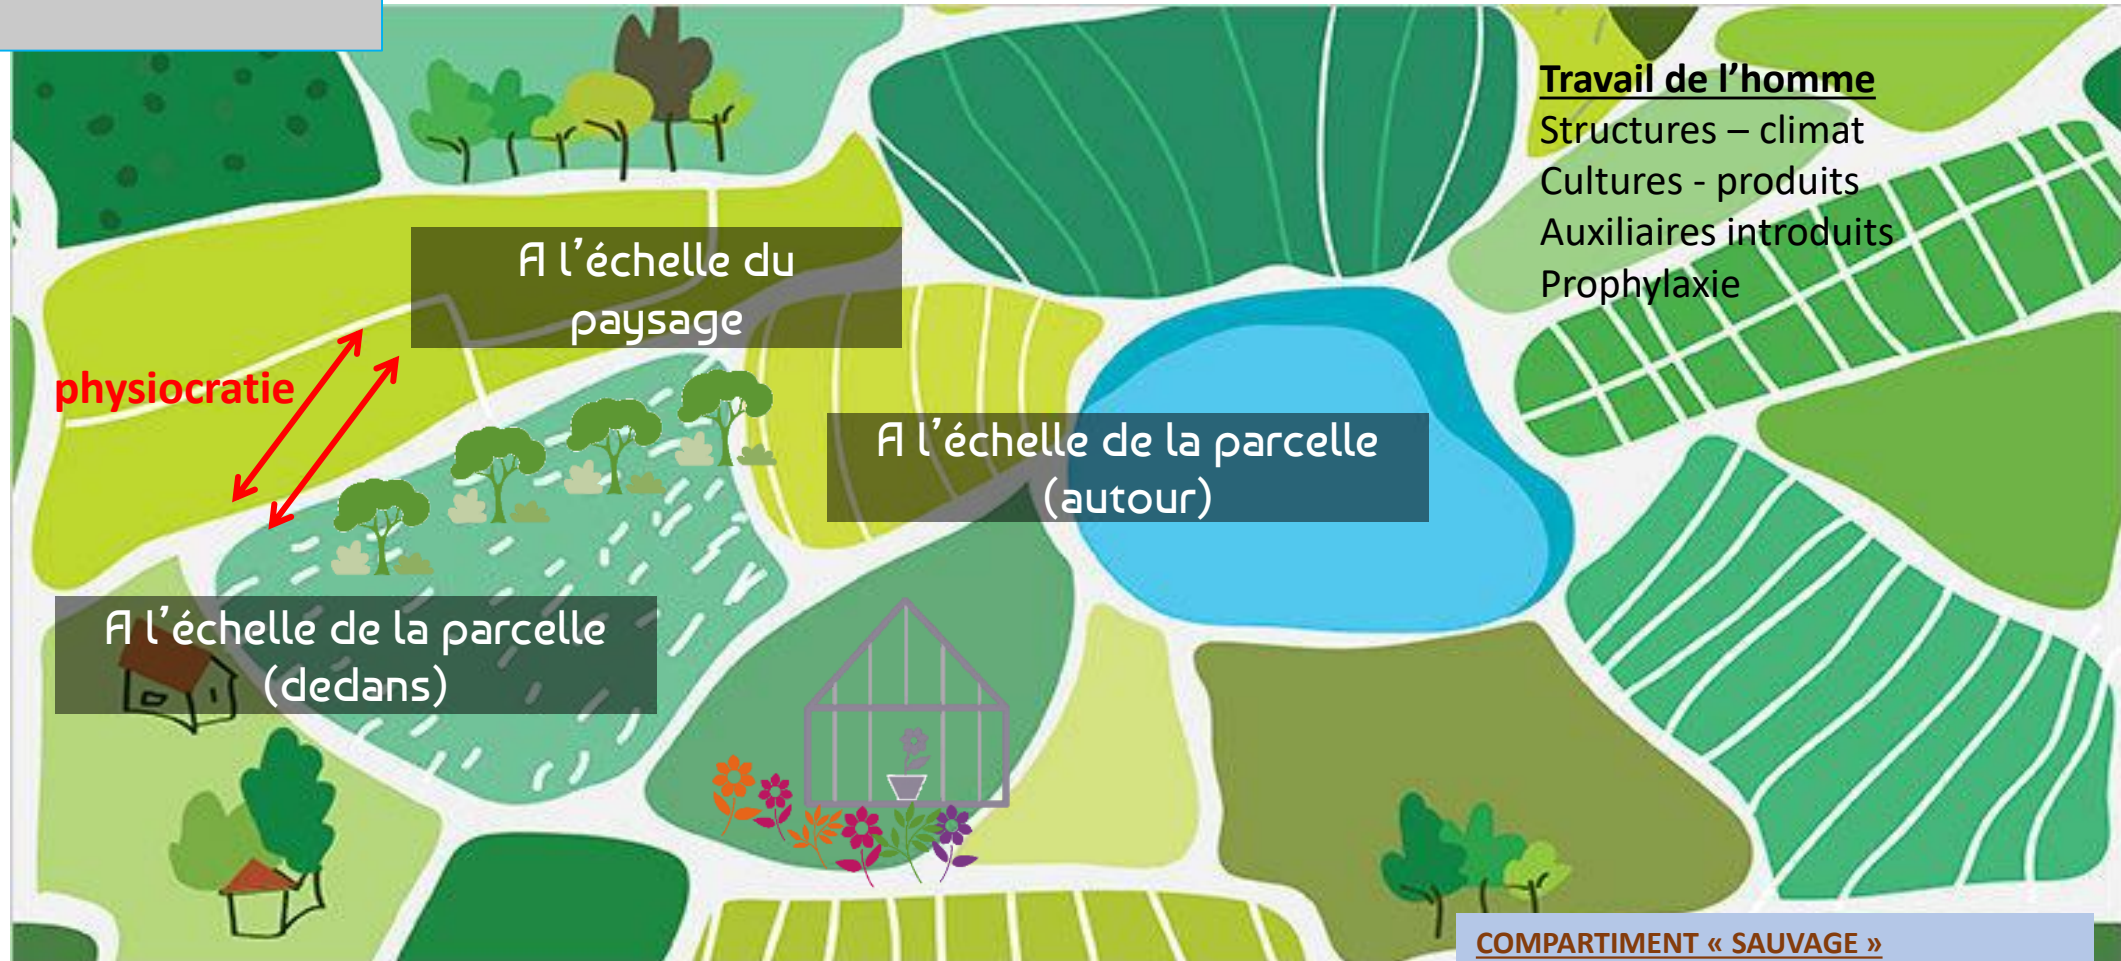 Travail de l’homme
Structures – climat
Cultures - produits
Auxiliaires introduits
Prophylaxie
A l’échelle du
paysage
physiocratie
A l’échelle de la parcelle
(autour)
A l’échelle de la parcelle
(dedans)
COMPARTIMENT « SAUVAGE »